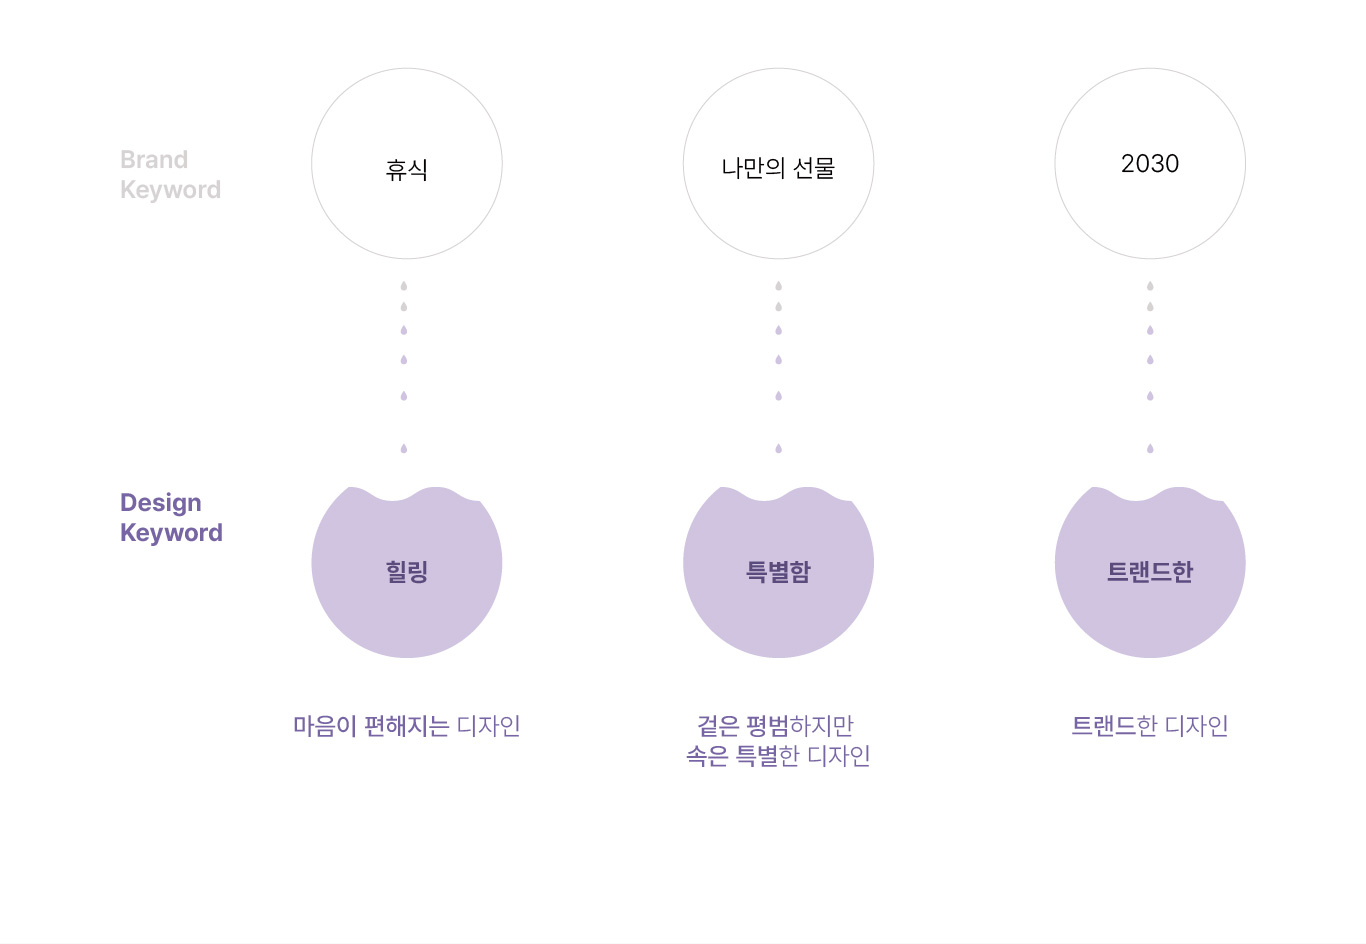 Brand
Keyword
휴식
나만의 선물
2030
Design
Keyword
힐링
특별함
트랜드한
마음이 편해지는 디자인
겉은 평범하지만
속은 특별한 디자인
트랜드한 디자인